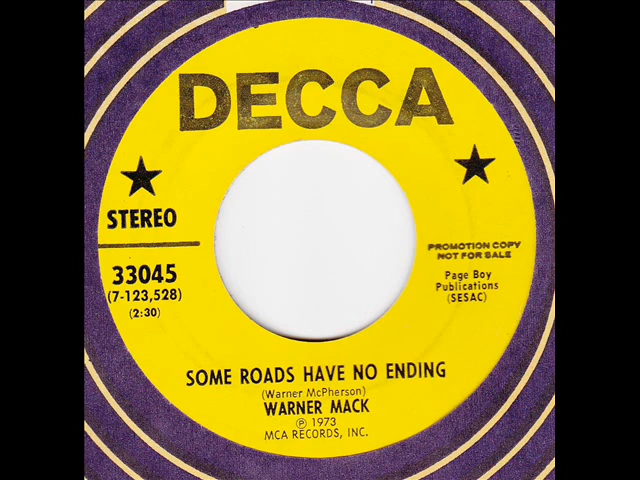 DECCA
STEREO
33045
(7-123,528)
(2:30)
PROMOTION COPY
NOT FOR SALE
Page Boy
Publications
(SESAC)
SOME ROADS HAVE NO ENDING
(Warner McPherson)
WARNER MACK
℗ 1973
MCA RECORDS, INC.